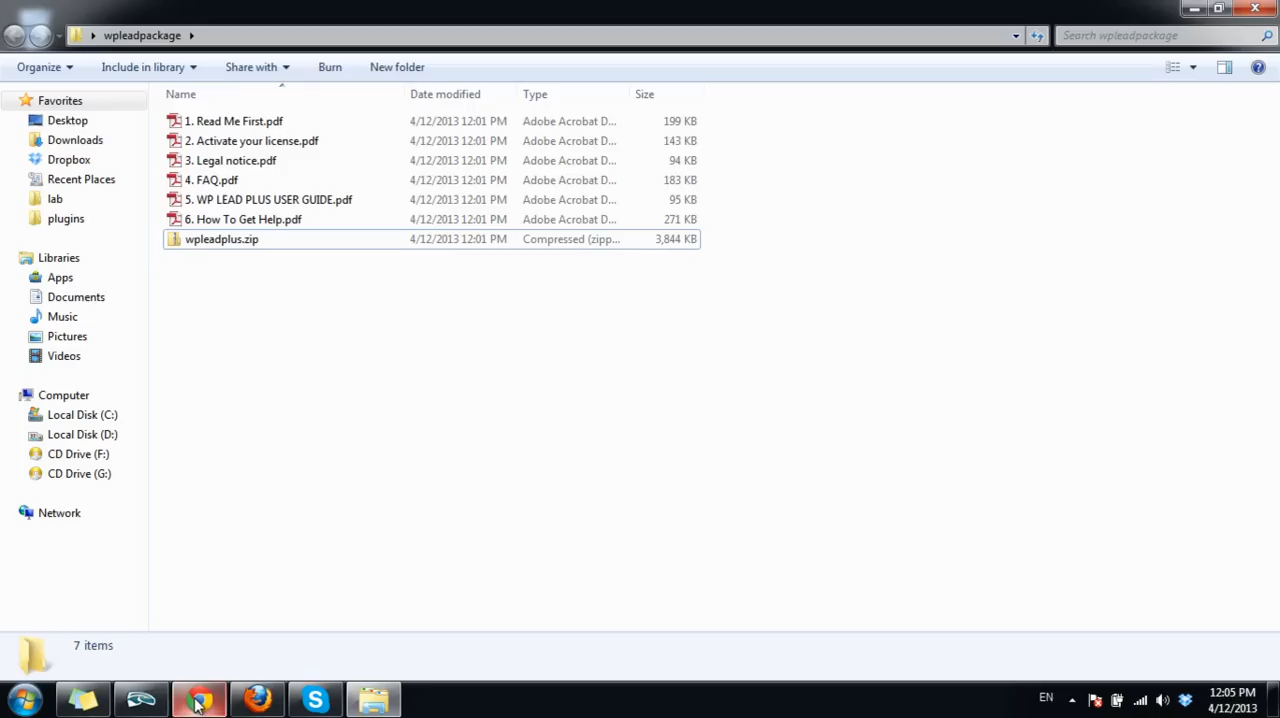 wpleadpackage
Search wpleadpackage
Organize Include in library Share with Burn New folder
Name Date modified Type Size
Favorites
Desktop
Downloads
Dropbox
Recent Places
lab
plugins
Libraries
Apps
Documents
Music
Pictures
Videos
Computer
Local Disk (C:)
Local Disk (D:)
CD Drive (F:)
CD Drive (G:)
Network
1. Read Me First.pdf 4/12/2013 12:01 PM Adobe Acrobat D... 199 KB
2. Activate your license.pdf 4/12/2013 12:01 PM Adobe Acrobat D... 143 KB
3. Legal notice.pdf 4/12/2013 12:01 PM Adobe Acrobat D... 94 KB
4. FAQ.pdf 4/12/2013 12:01 PM Adobe Acrobat D... 183 KB
5. WP LEAD PLUS USER GUIDE.pdf 4/12/2013 12:01 PM Adobe Acrobat D... 95 KB
6. How To Get Help.pdf 4/12/2013 12:01 PM Adobe Acrobat D... 271 KB
wpleadplus.zip 4/12/2013 12:01 PM Compressed (zipp... 3,844 KB
7 items
EN
12:05 PM
4/12/2013